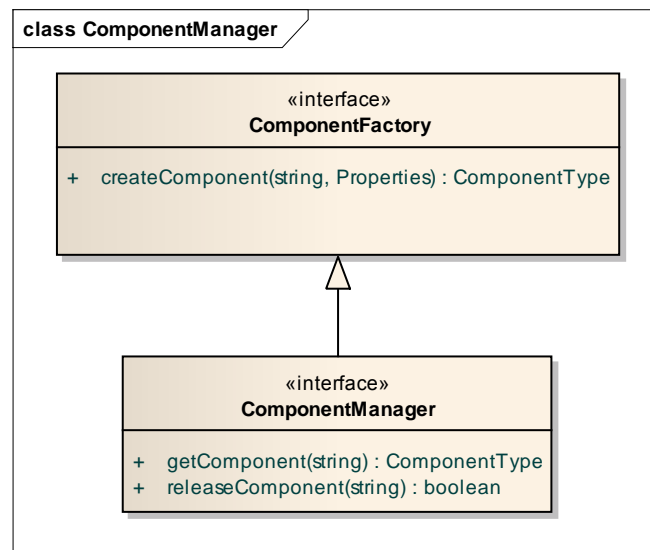 class ComponentManager
«interface»
ComponentFactory
+ createComponent(string, Properties) : ComponentType
«interface»
ComponentManager
+ getComponent(string) : ComponentType
+ releaseComponent(string) : boolean